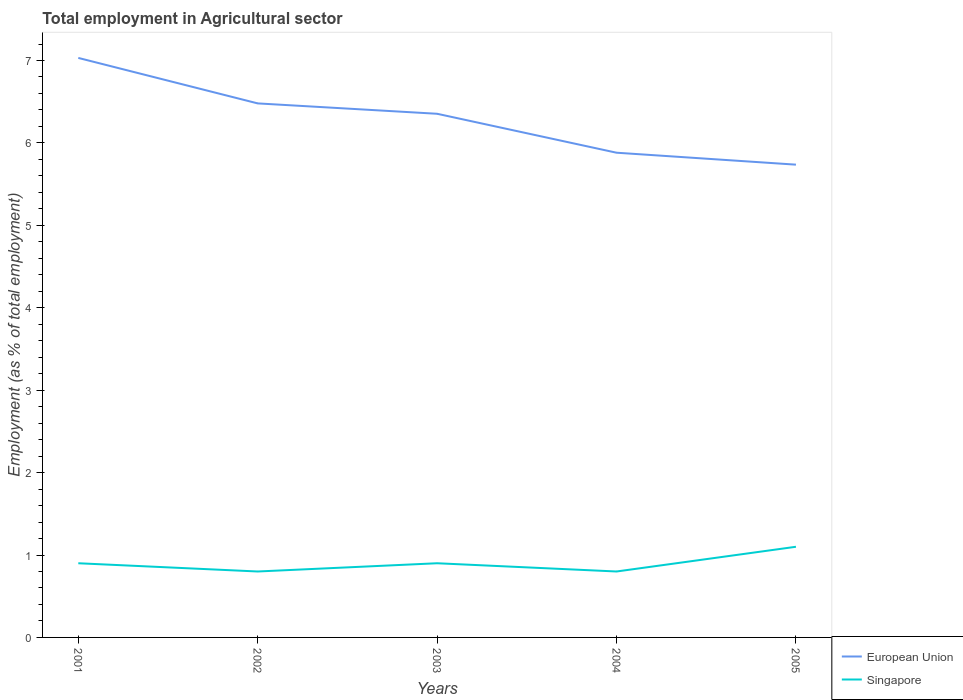 Total employment in Agricultural sector
Employment (as % of total employment)
7
6
5
4
3
2
1
0
2001
2002
2003
2004
2005
Years
European Union
Singapore